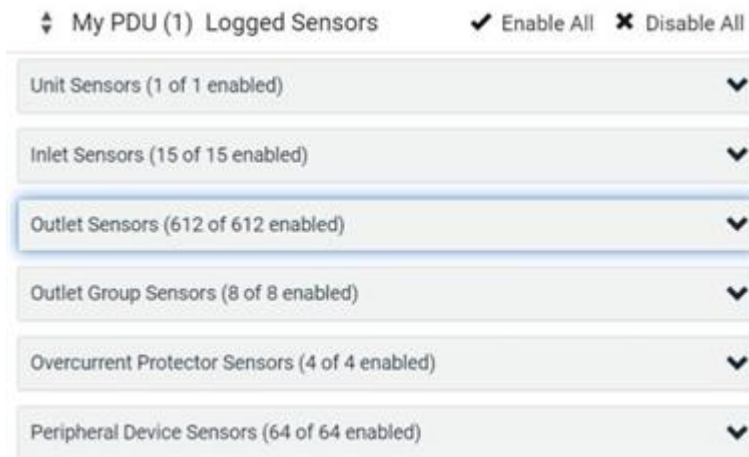 My PDU (1) Logged Sensors Enable All Disable All
Unit Sensors (1 of 1 enabled)
Inlet Sensors (15 of 15 enabled)
Outlet Sensors (612 of 612 enabled)
Outlet Group Sensors (8 of 8 enabled)
Overcurrent Protector Sensors (4 of 4 enabled)
Peripheral Device Sensors (64 of 64 enabled)